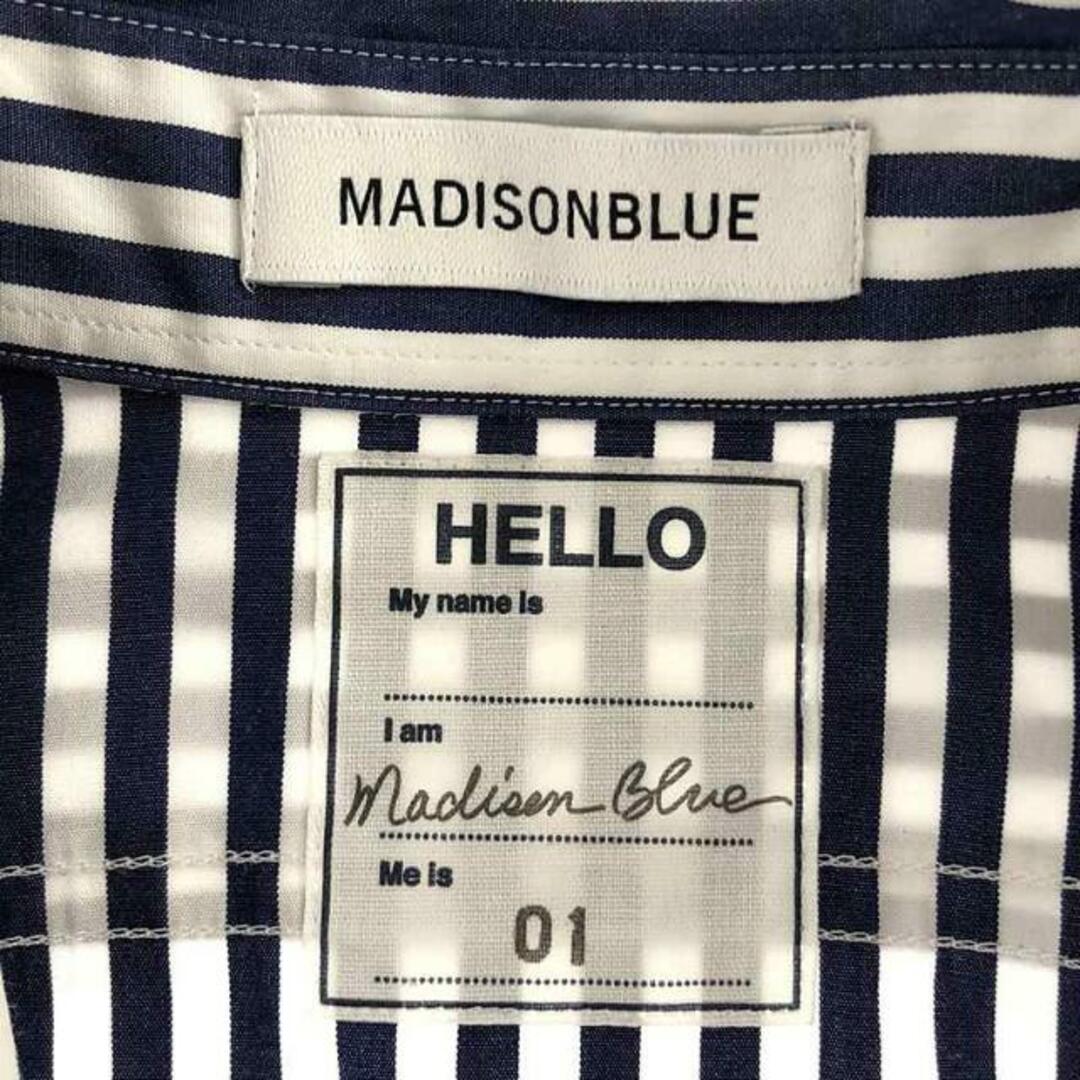 MADISONBLUE
HELLO
My name is
I am
Madison Blue
Me is
01